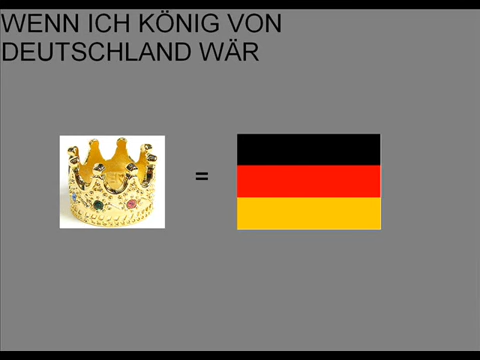 WENN ICH KÖNIG VON
DEUTSCHLAND WÄR
=